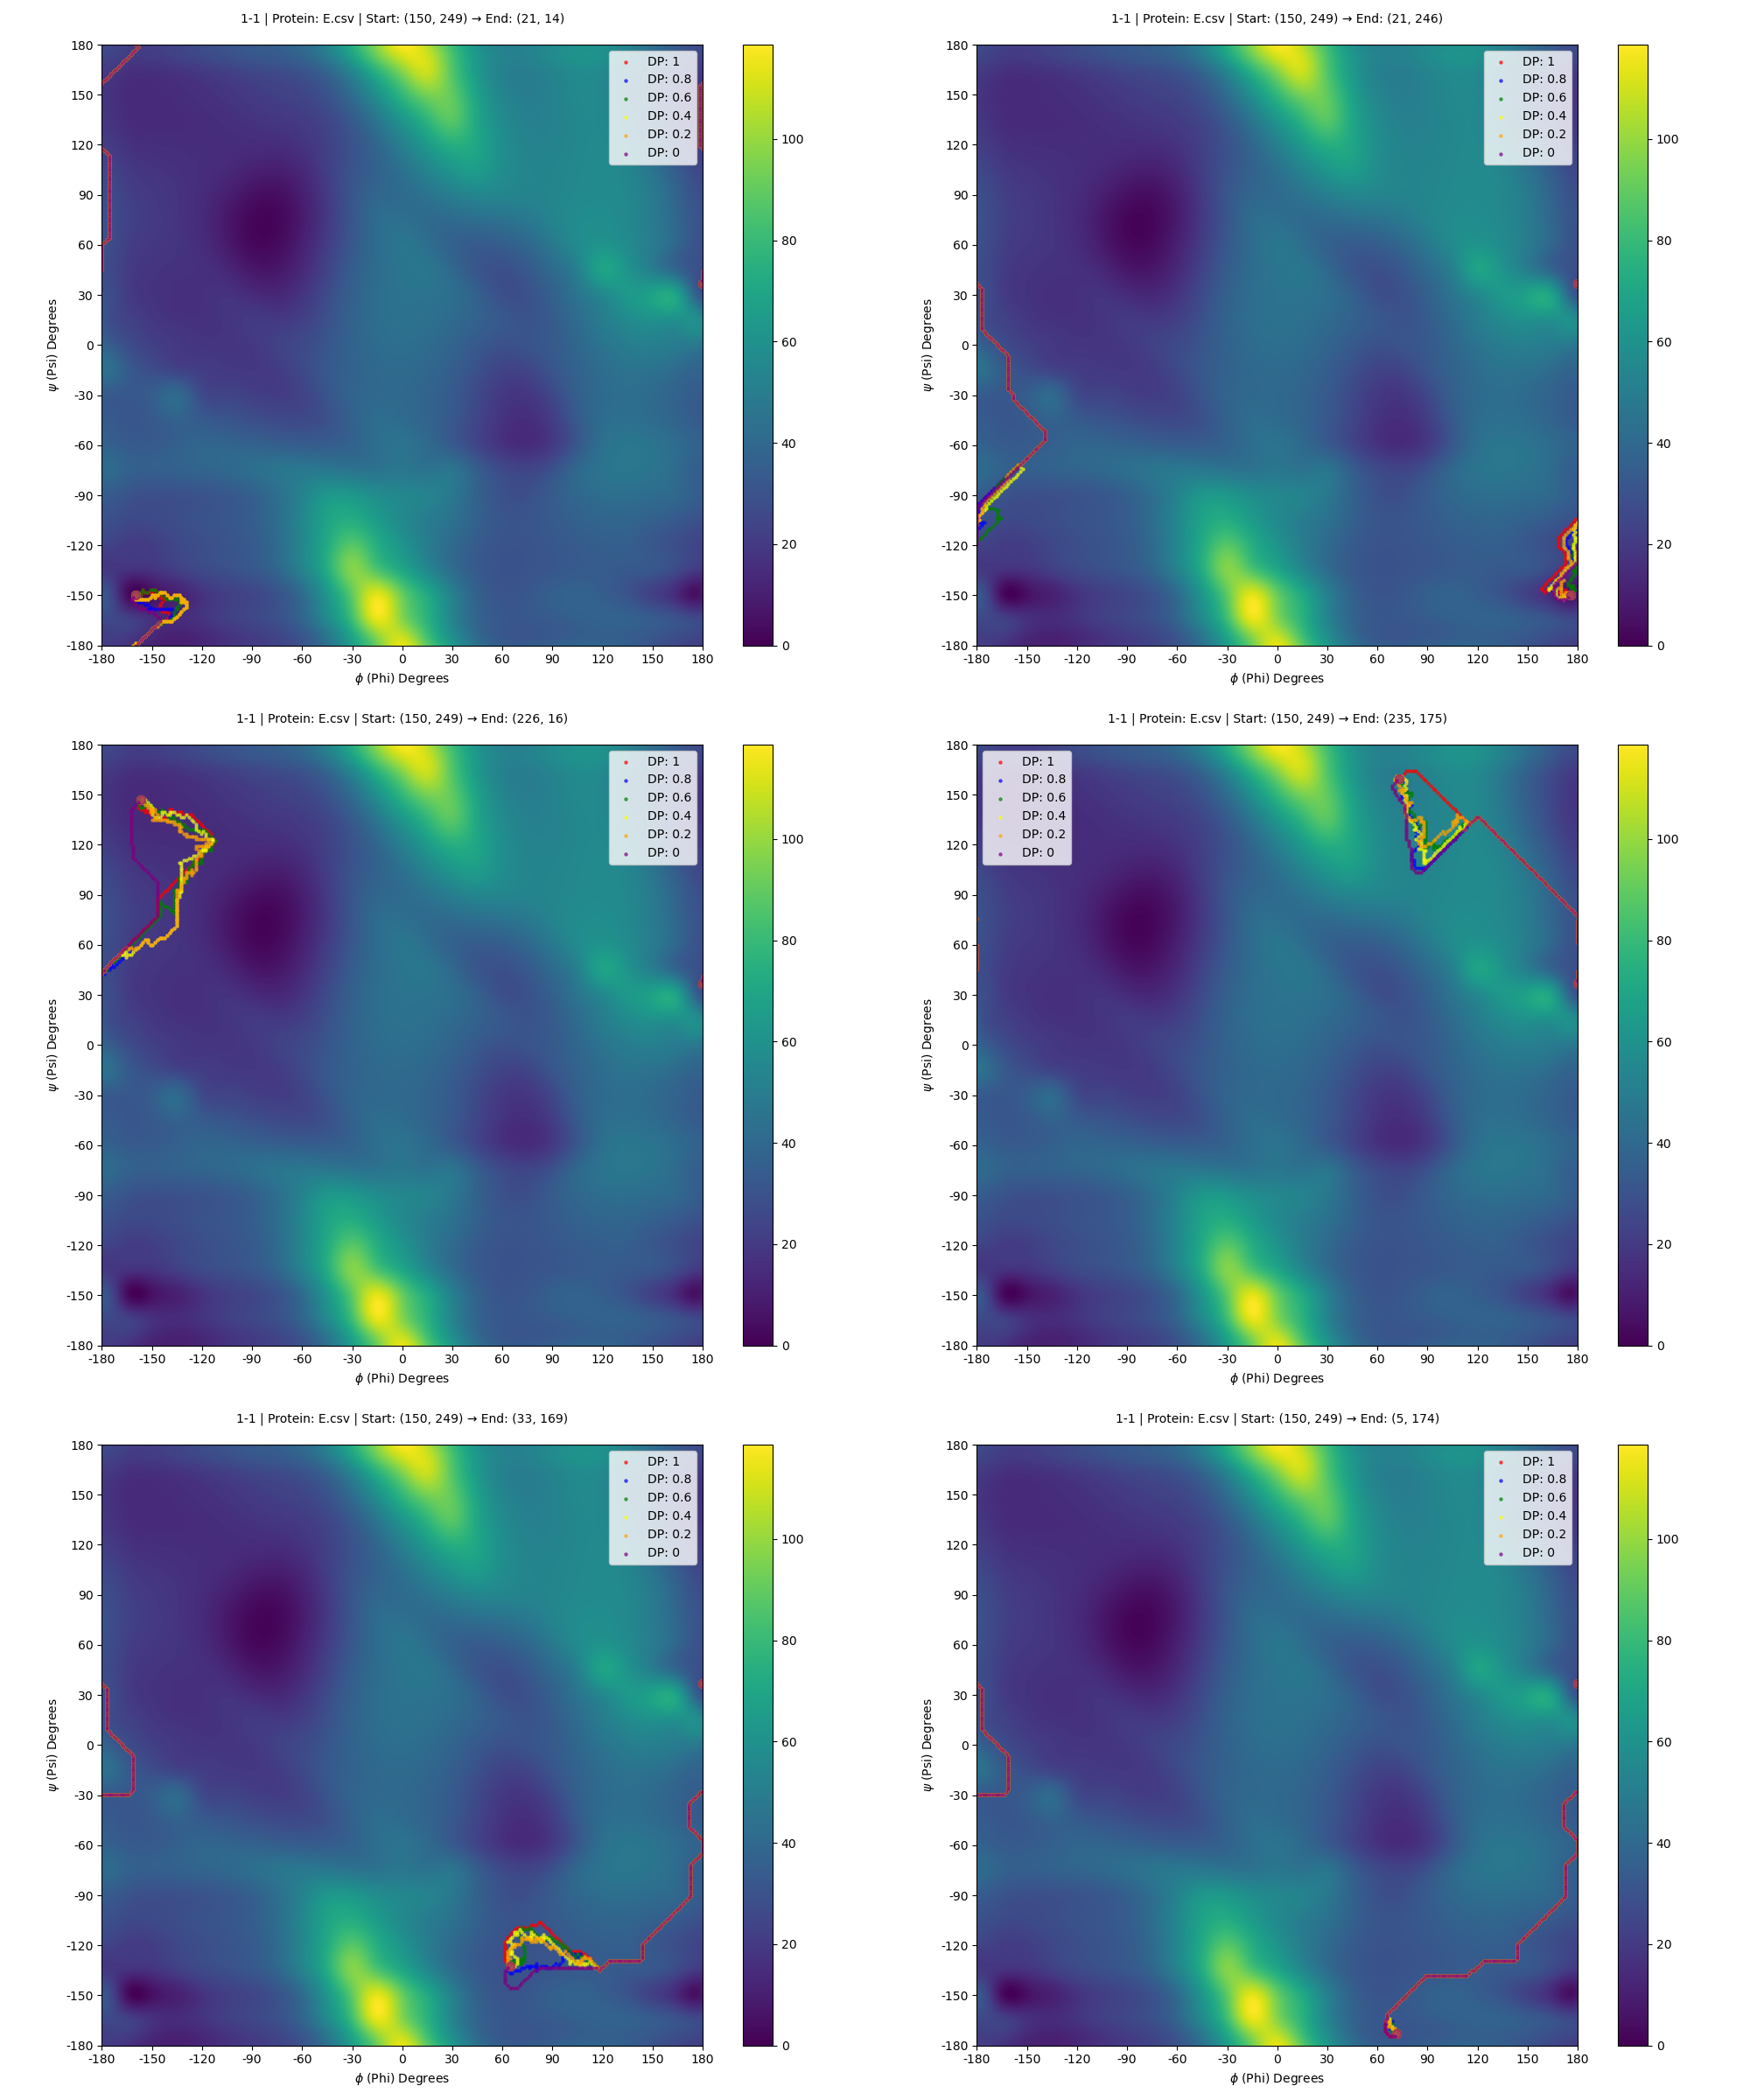 1-1 | Protein: E.csv | Start: (150, 249) → End: (21, 14)
180
150
120
90
60
30
0
-30
-60
-90
-120
-150
-180
ψ (Psi) Degrees
-180 -150 -120 -90 -60 -30 0 30 60 90 120 150 180
ϕ (Phi) Degrees
DP: 1
DP: 0.8
DP: 0.6
DP: 0.4
DP: 0.2
DP: 0
100
80
60
40
20
0
1-1 | Protein: E.csv | Start: (150, 249) → End: (21, 246)
180
150
120
90
60
30
0
-30
-60
-90
-120
-150
-180
ψ (Psi) Degrees
-180 -150 -120 -90 -60 -30 0 30 60 90 120 150 180
ϕ (Phi) Degrees
DP: 1
DP: 0.8
DP: 0.6
DP: 0.4
DP: 0.2
DP: 0
100
80
60
40
20
0
1-1 | Protein: E.csv | Start: (150, 249) → End: (226, 16)
180
150
120
90
60
30
0
-30
-60
-90
-120
-150
-180
ψ (Psi) Degrees
-180 -150 -120 -90 -60 -30 0 30 60 90 120 150 180
ϕ (Phi) Degrees
DP: 1
DP: 0.8
DP: 0.6
DP: 0.4
DP: 0.2
DP: 0
100
80
60
40
20
0
1-1 | Protein: E.csv | Start: (150, 249) → End: (235, 175)
180
150
120
90
60
30
0
-30
-60
-90
-120
-150
-180
ψ (Psi) Degrees
-180 -150 -120 -90 -60 -30 0 30 60 90 120 150 180
ϕ (Phi) Degrees
DP: 1
DP: 0.8
DP: 0.6
DP: 0.4
DP: 0.2
DP: 0
100
80
60
40
20
0
1-1 | Protein: E.csv | Start: (150, 249) → End: (33, 169)
180
150
120
90
60
30
0
-30
-60
-90
-120
-150
-180
ψ (Psi) Degrees
-180 -150 -120 -90 -60 -30 0 30 60 90 120 150 180
ϕ (Phi) Degrees
DP: 1
DP: 0.8
DP: 0.6
DP: 0.4
DP: 0.2
DP: 0
100
80
60
40
20
0
1-1 | Protein: E.csv | Start: (150, 249) → End: (5, 174)
180
150
120
90
60
30
0
-30
-60
-90
-120
-150
-180
ψ (Psi) Degrees
-180 -150 -120 -90 -60 -30 0 30 60 90 120 150 180
ϕ (Phi) Degrees
DP: 1
DP: 0.8
DP: 0.6
DP: 0.4
DP: 0.2
DP: 0
100
80
60
40
20
0